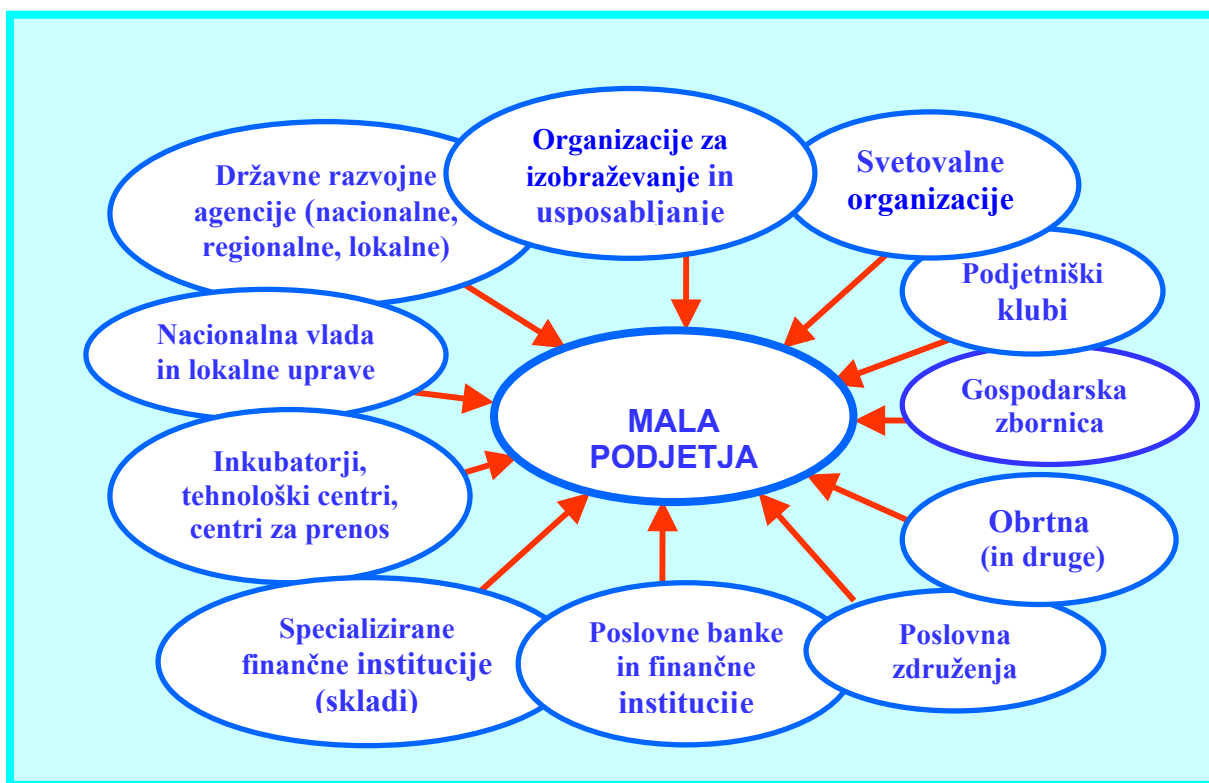 Organizacije za
izobraževanje in
usposabljanje
Svetovalne
organizacije
Državne razvojne
agencije (nacionalne,
regionalne, lokalne)
Podjetniški
klubi
Nacionalna vlada
in lokalne uprave
Gospodarska
zbornica
MALA
PODJETJA
Inkubatorji,
tehnološki centri,
centri za prenos
Obrtna
(in druge)
Specializirane
finančne institucije
(skladi)
Poslovne banke
in finančne
institucije
Poslovna
združenja